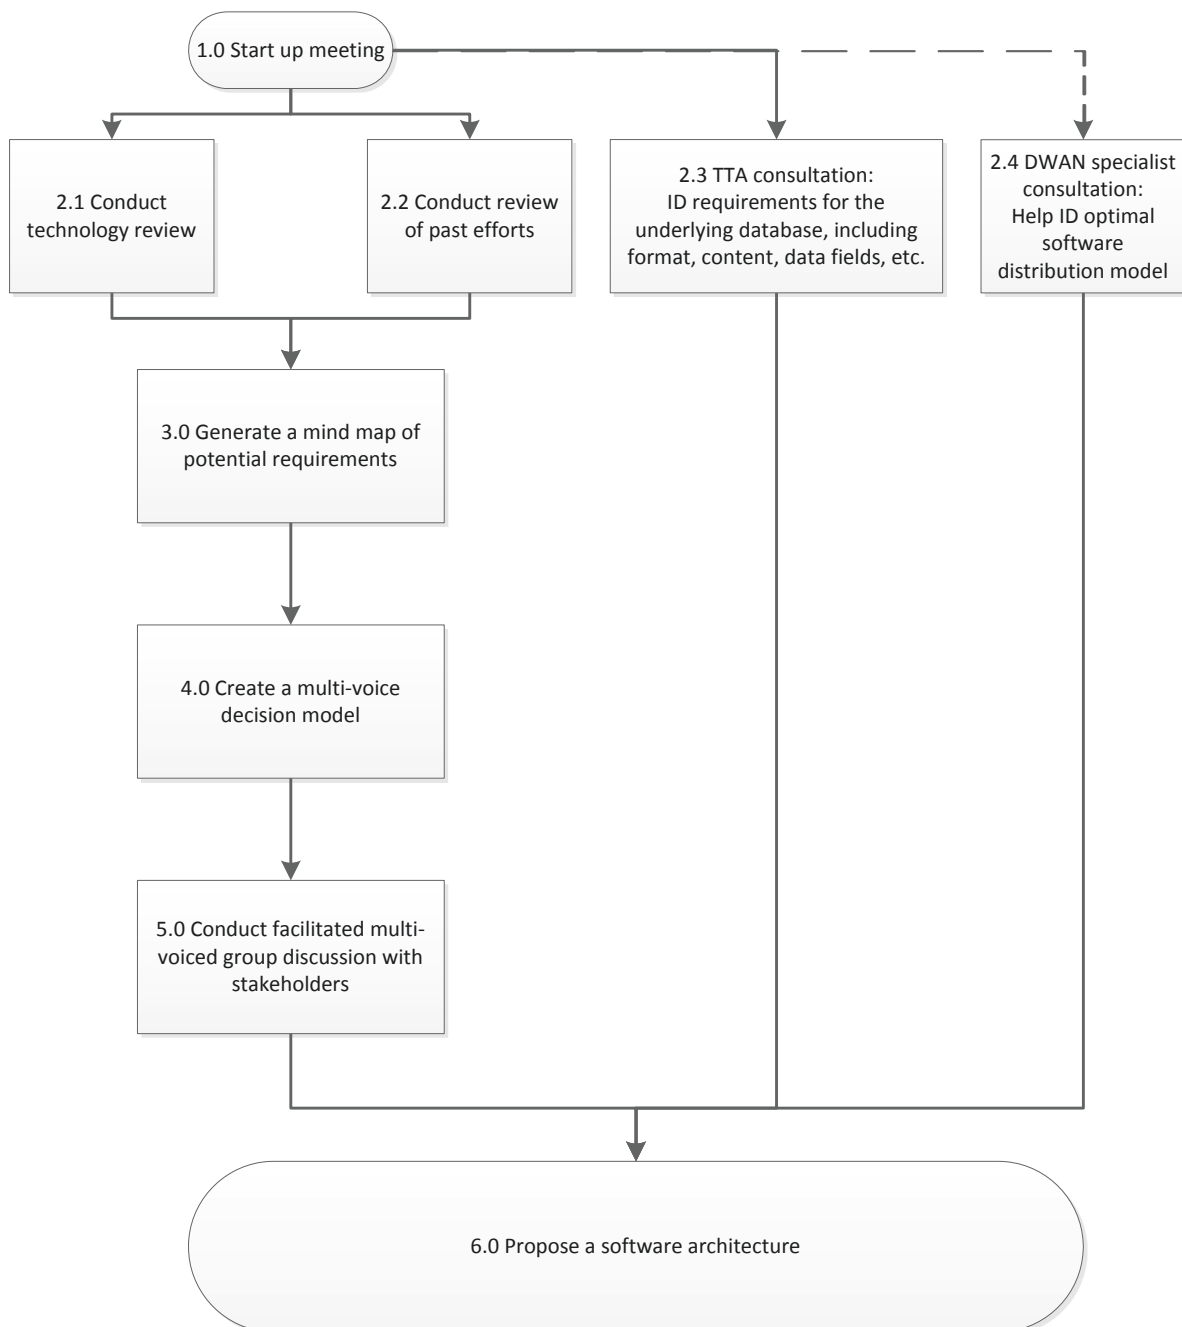 1.0 Start up meeting
2.1 Conduct
technology review
2.2 Conduct review
of past efforts
2.3 TTA consultation:
ID requirements for the
underlying database, including
format, content, data fields, etc.
2.4 DWAN specialist
consultation:
Help ID optimal
software
distribution model
3.0 Generate a mind map of
potential requirements
4.0 Create a multi-voice
decision model
5.0 Conduct facilitated multi-
voiced group discussion with
stakeholders
6.0 Propose a software architecture